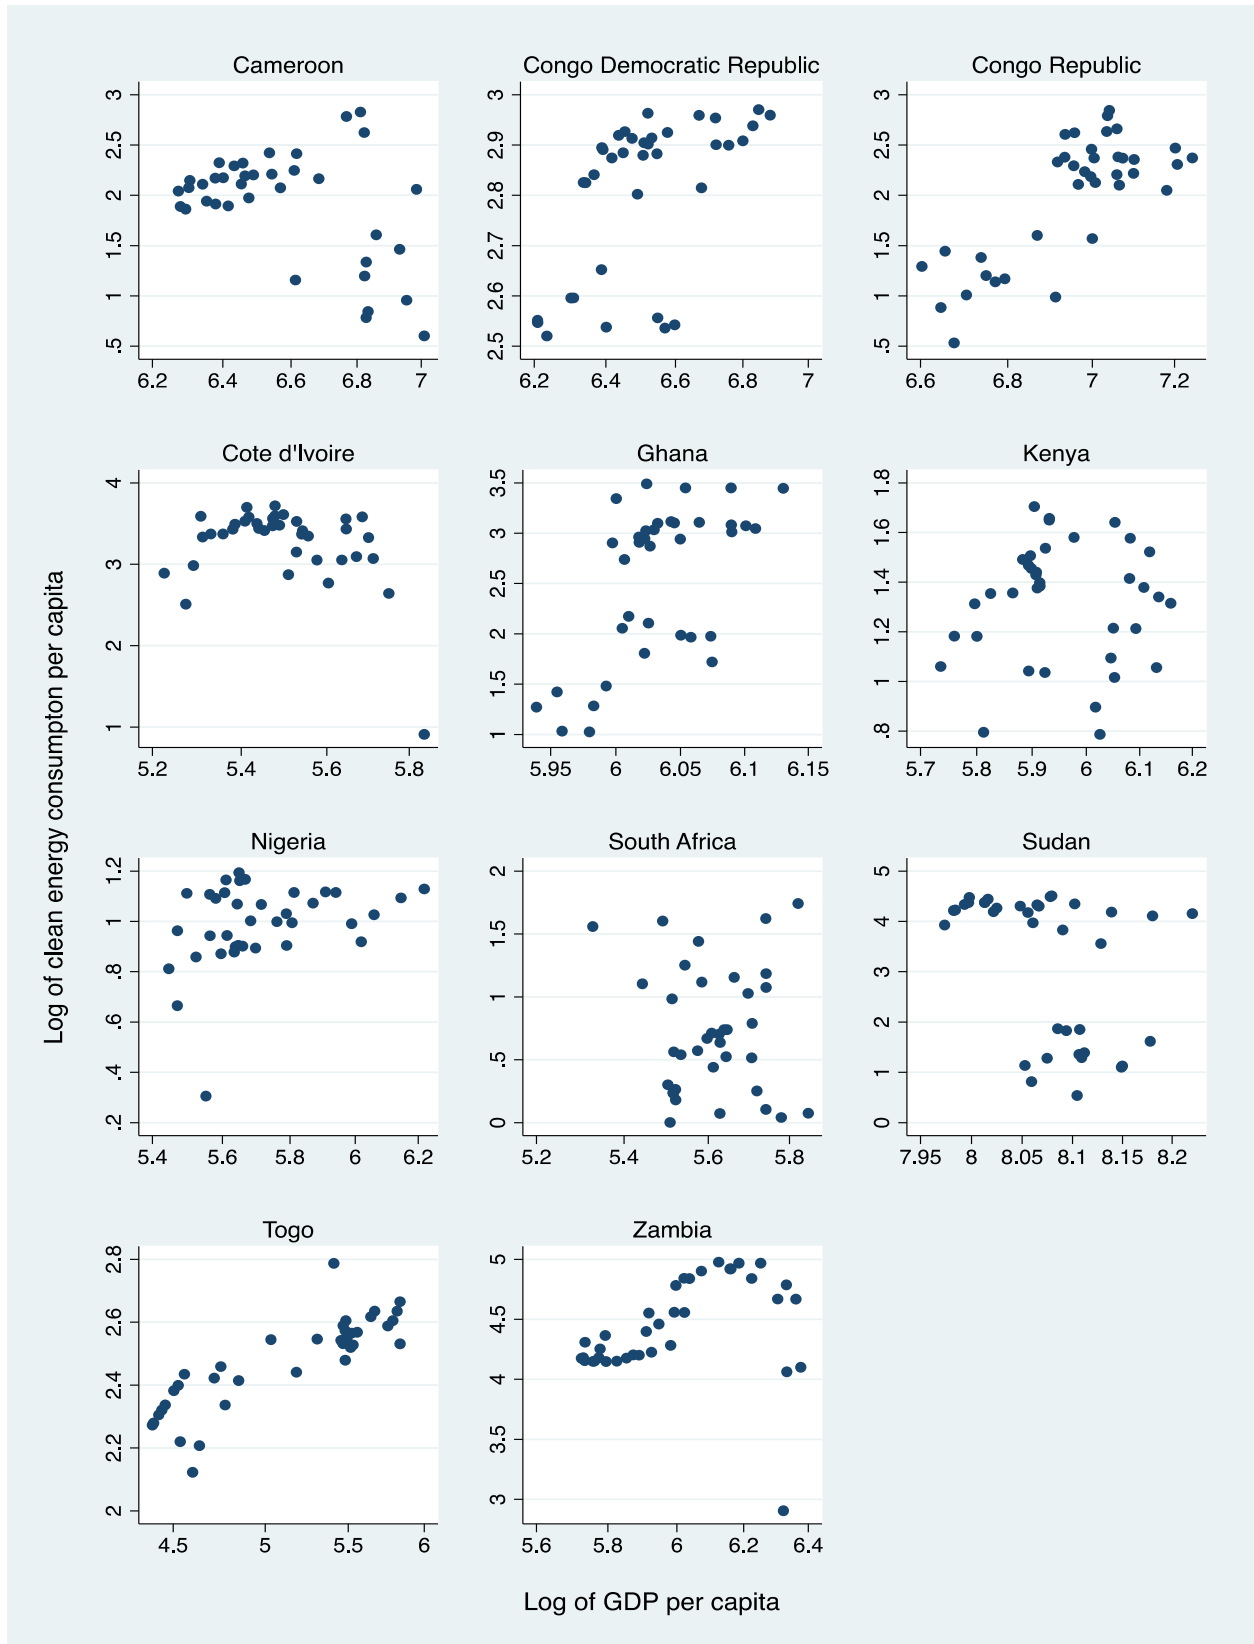 Cameroon
Congo Democratic Republic
Congo Republic
3
2.5
2
1.5
1
.5
6.2 6.4 6.6 6.8 7
3
2.9
2.8
2.7
2.6
2.5
6.2 6.4 6.6 6.8 7
3
2.5
2
1.5
1
.5
6.6 6.8 7 7.2
Cote d'Ivoire
Ghana
Kenya
4
3
2
1
5.2 5.4 5.6 5.8
3.5
3
2.5
2
1.5
1
5.95 6 6.05 6.1 6.15
1.8
1.6
1.4
1.2
1
.8
5.7 5.8 5.9 6 6.1 6.2
Log of clean energy consumpton per capita
Nigeria
South Africa
Sudan
1.2
1
.8
.6
.4
.2
5.4 5.6 5.8 6 6.2
2
1.5
1
.5
0
5.2 5.4 5.6 5.8
5
4
3
2
1
0
7.95 8 8.05 8.1 8.15 8.2
Togo
Zambia
2.8
2.6
2.4
2.2
2
4.5 5 5.5 6
5
4.5
4
3.5
3
5.6 5.8 6 6.2 6.4
Log of GDP per capita